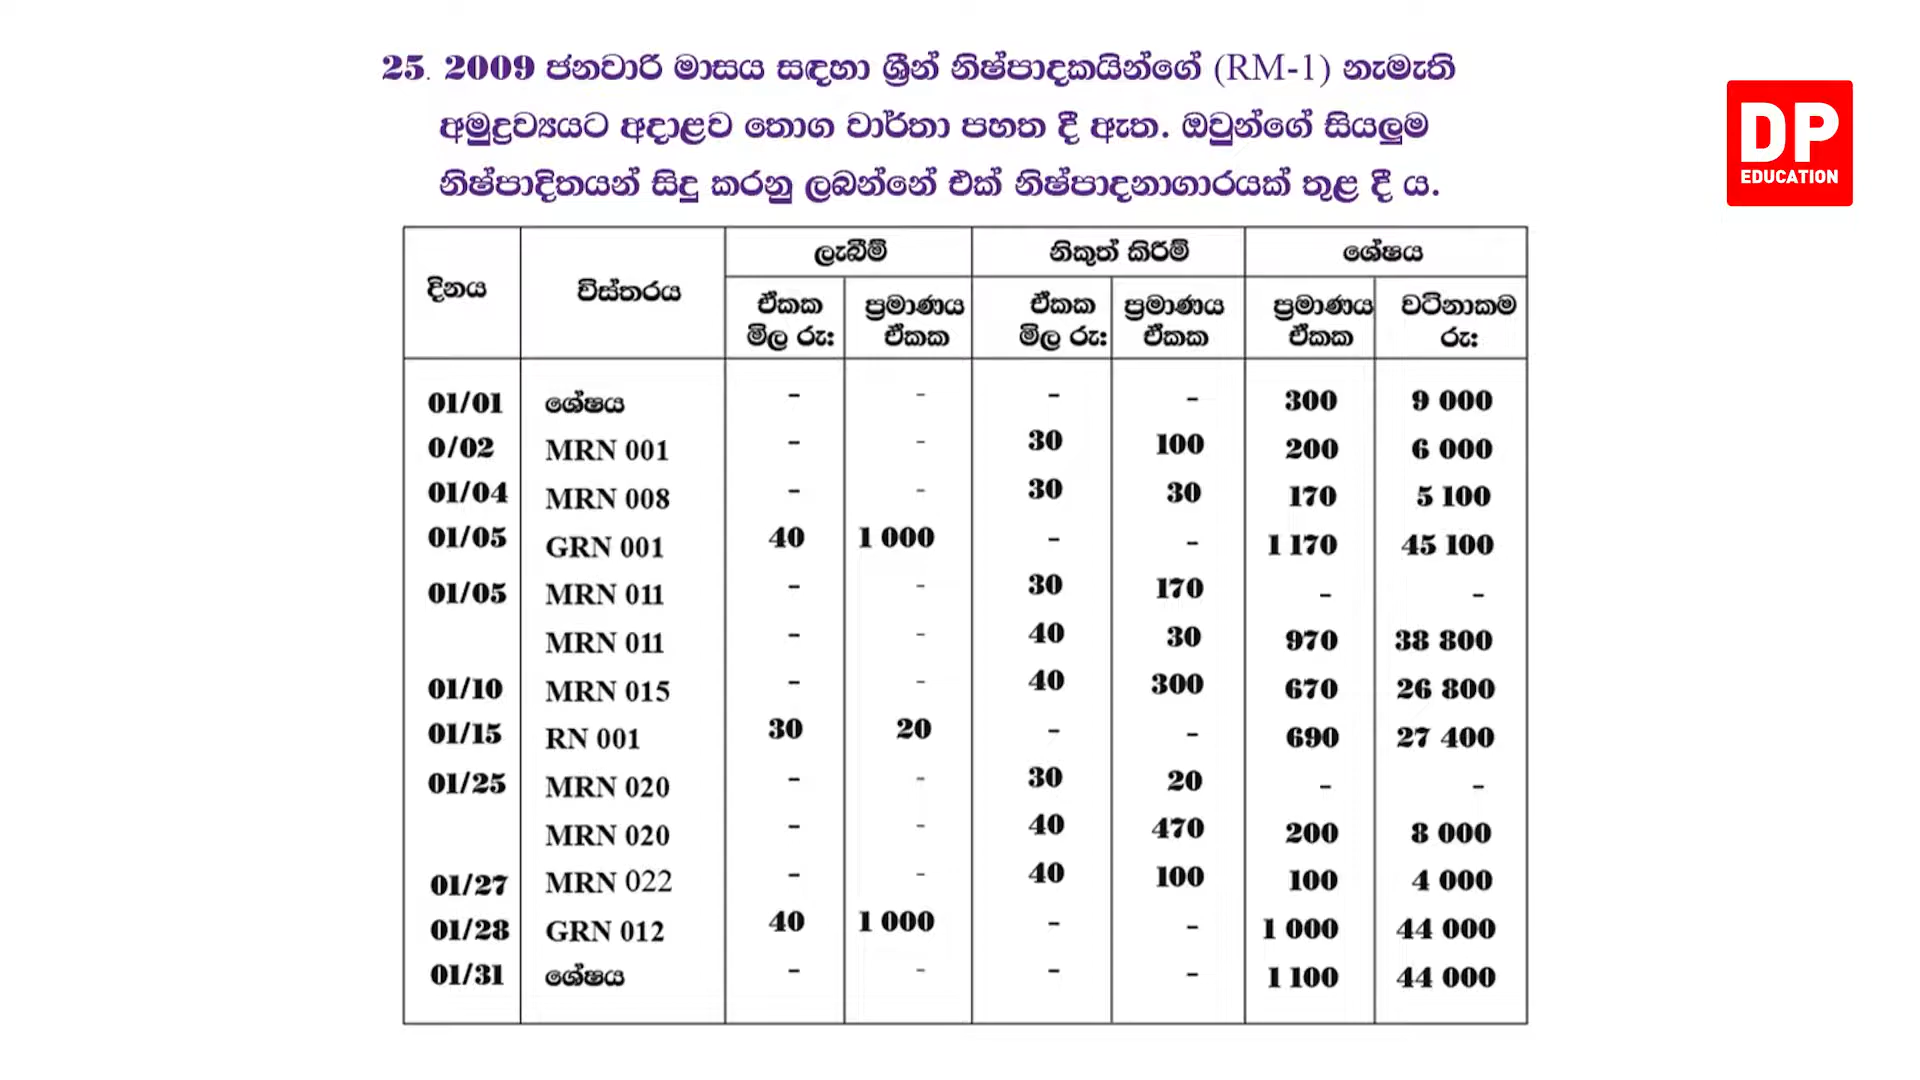 25. 2009 ජනවාරි මාසය සඳහා ශ්‍රීන් නිෂ්පාදකයින්ගේ (RM-1) නැමැති
අමුද්‍රව්‍යයට අදාළව තොග වාර්තා පහත දී ඇත. ඔවුන්ගේ සියලුම
නිෂ්පාදිතයන් සිදු කරනු ලබන්නේ එක් නිෂ්පාදනාගාරයක් තුළ දී ය.
DP
EDUCATION
දිනය විස්තරය ලැබීම් නිකුත් කිරීම් ශේෂය
ඒකක මිල රු: ප්‍රමාණය ඒකක ඒකක මිල රු: ප්‍රමාණය ඒකක ප්‍රමාණය ඒකක වටිනාකම රු:
01/01 ශේෂය - - - - 300 9 000
0/02 MRN 001 - - 30 100 200 6 000
01/04 MRN 008 - - 30 30 170 5 100
01/05 GRN 001 40 1 000 - - 1 170 45 100
01/05 MRN 011 - - 30 170 - -
MRN 011 - - 40 30 970 38 800
01/10 MRN 015 - - 40 300 670 26 800
01/15 RN 001 30 20 - - 690 27 400
01/25 MRN 020 - - 30 20 - -
MRN 020 - - 40 470 200 8 000
01/27 MRN 022 - - 40 100 100 4 000
01/28 GRN 012 40 1 000 - - 1 000 44 000
01/31 ශේෂය - - - - 1 100 44 000